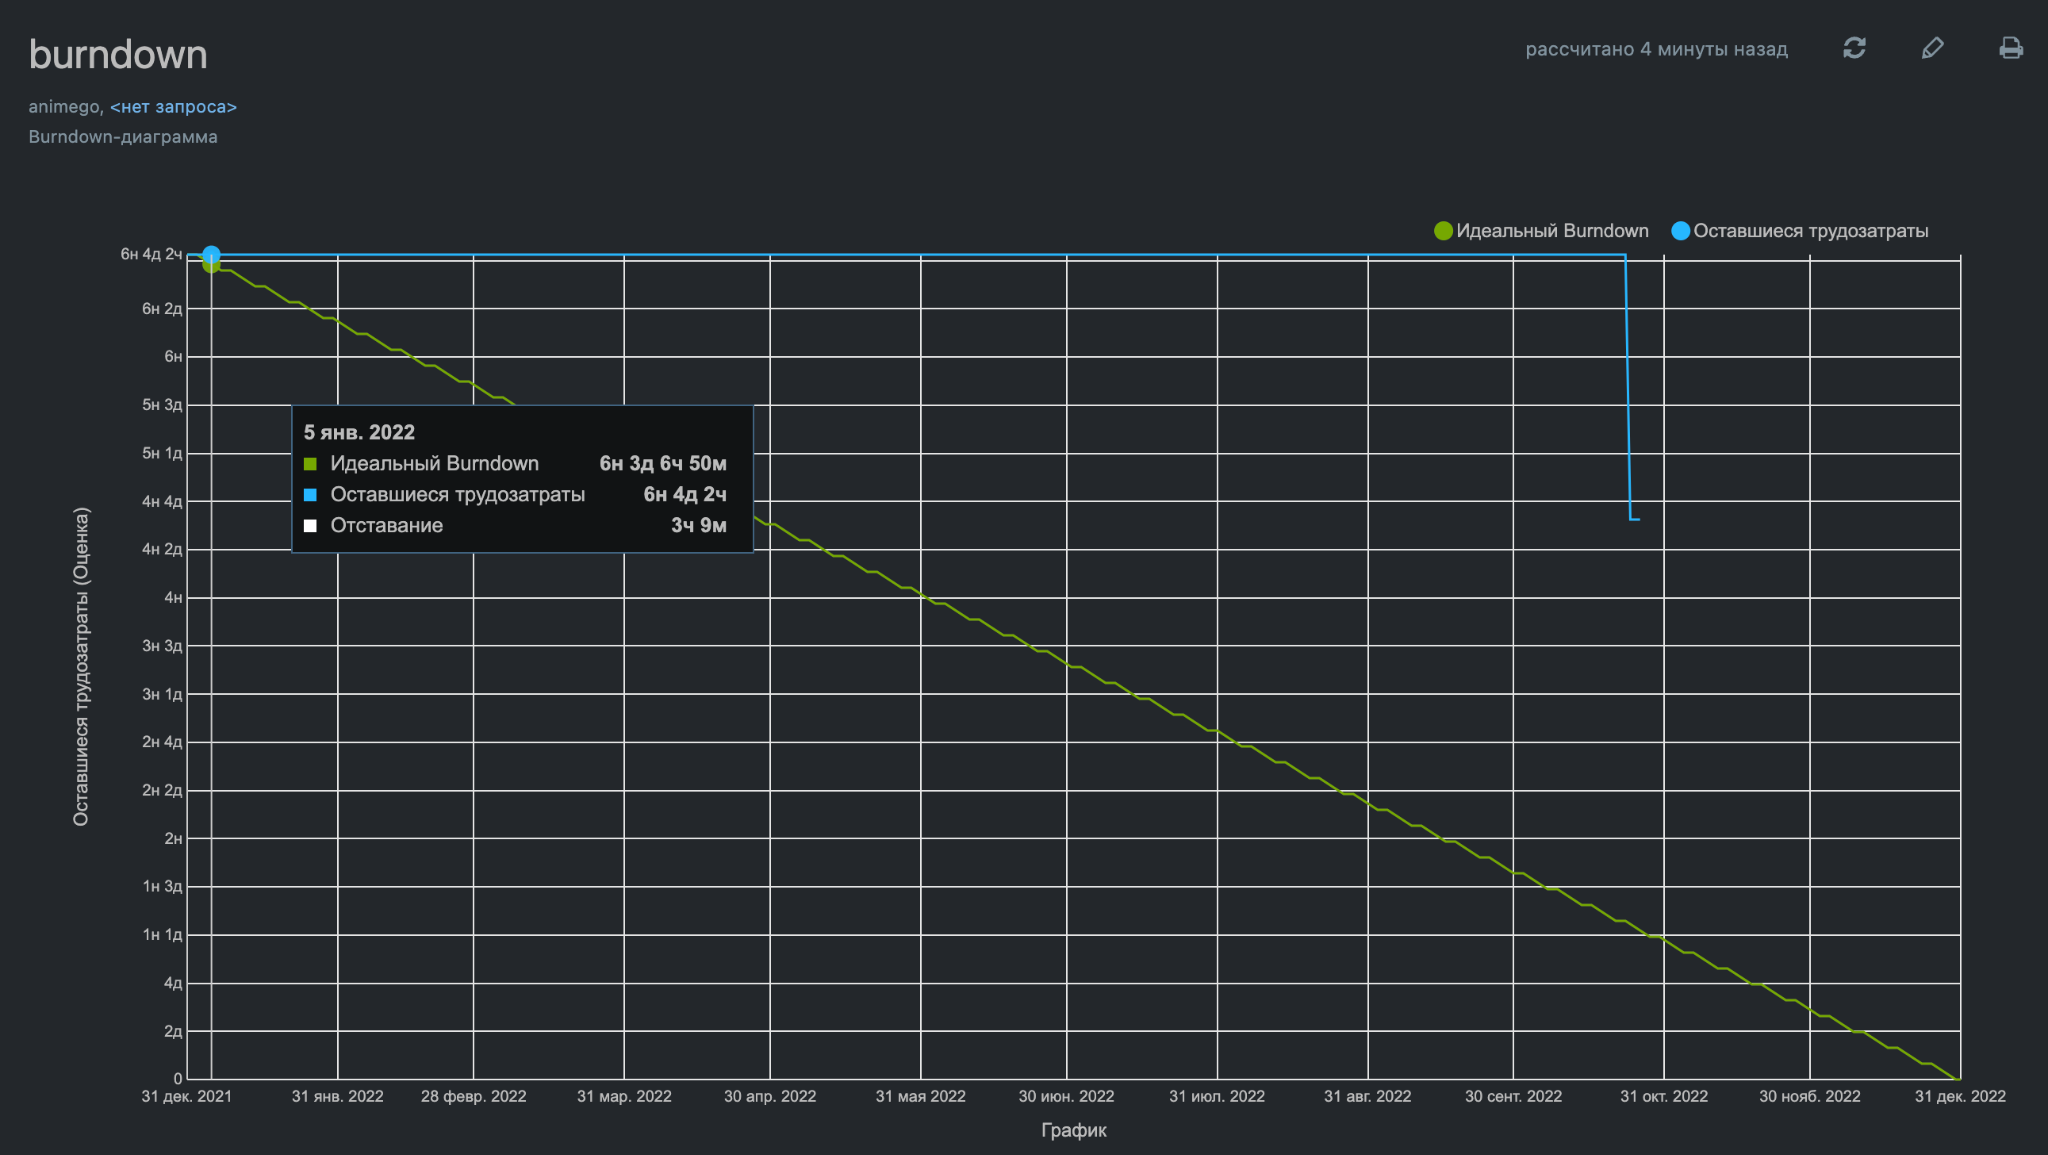 burndown
рассчитано 4 минуты назад
animego, <нет запроса>
Burndown-диаграмма
Идеальный Burndown
Оставшиеся трудозатраты
6н 4д 2ч
6н 2д
6н
5н 3д
5н 1д
4н 4д
4н 2д
4н
3н 3д
3н 1д
2н 4д
2н 2д
2н
1н 3д
1н 1д
4д
2д
0
Оставшиеся трудозатраты (Оценка)
5 янв. 2022
Идеальный Burndown 6н 3д 6ч 50м
Оставшиеся трудозатраты 6н 4д 2ч
Отставание 3ч 9м
31 дек. 2021 31 янв. 2022 28 февр. 2022 31 мар. 2022 30 апр. 2022 31 мая 2022 30 июн. 2022 31 июл. 2022 31 авг. 2022 30 сент. 2022 31 окт. 2022 30 нояб. 2022 31 дек. 2022
График